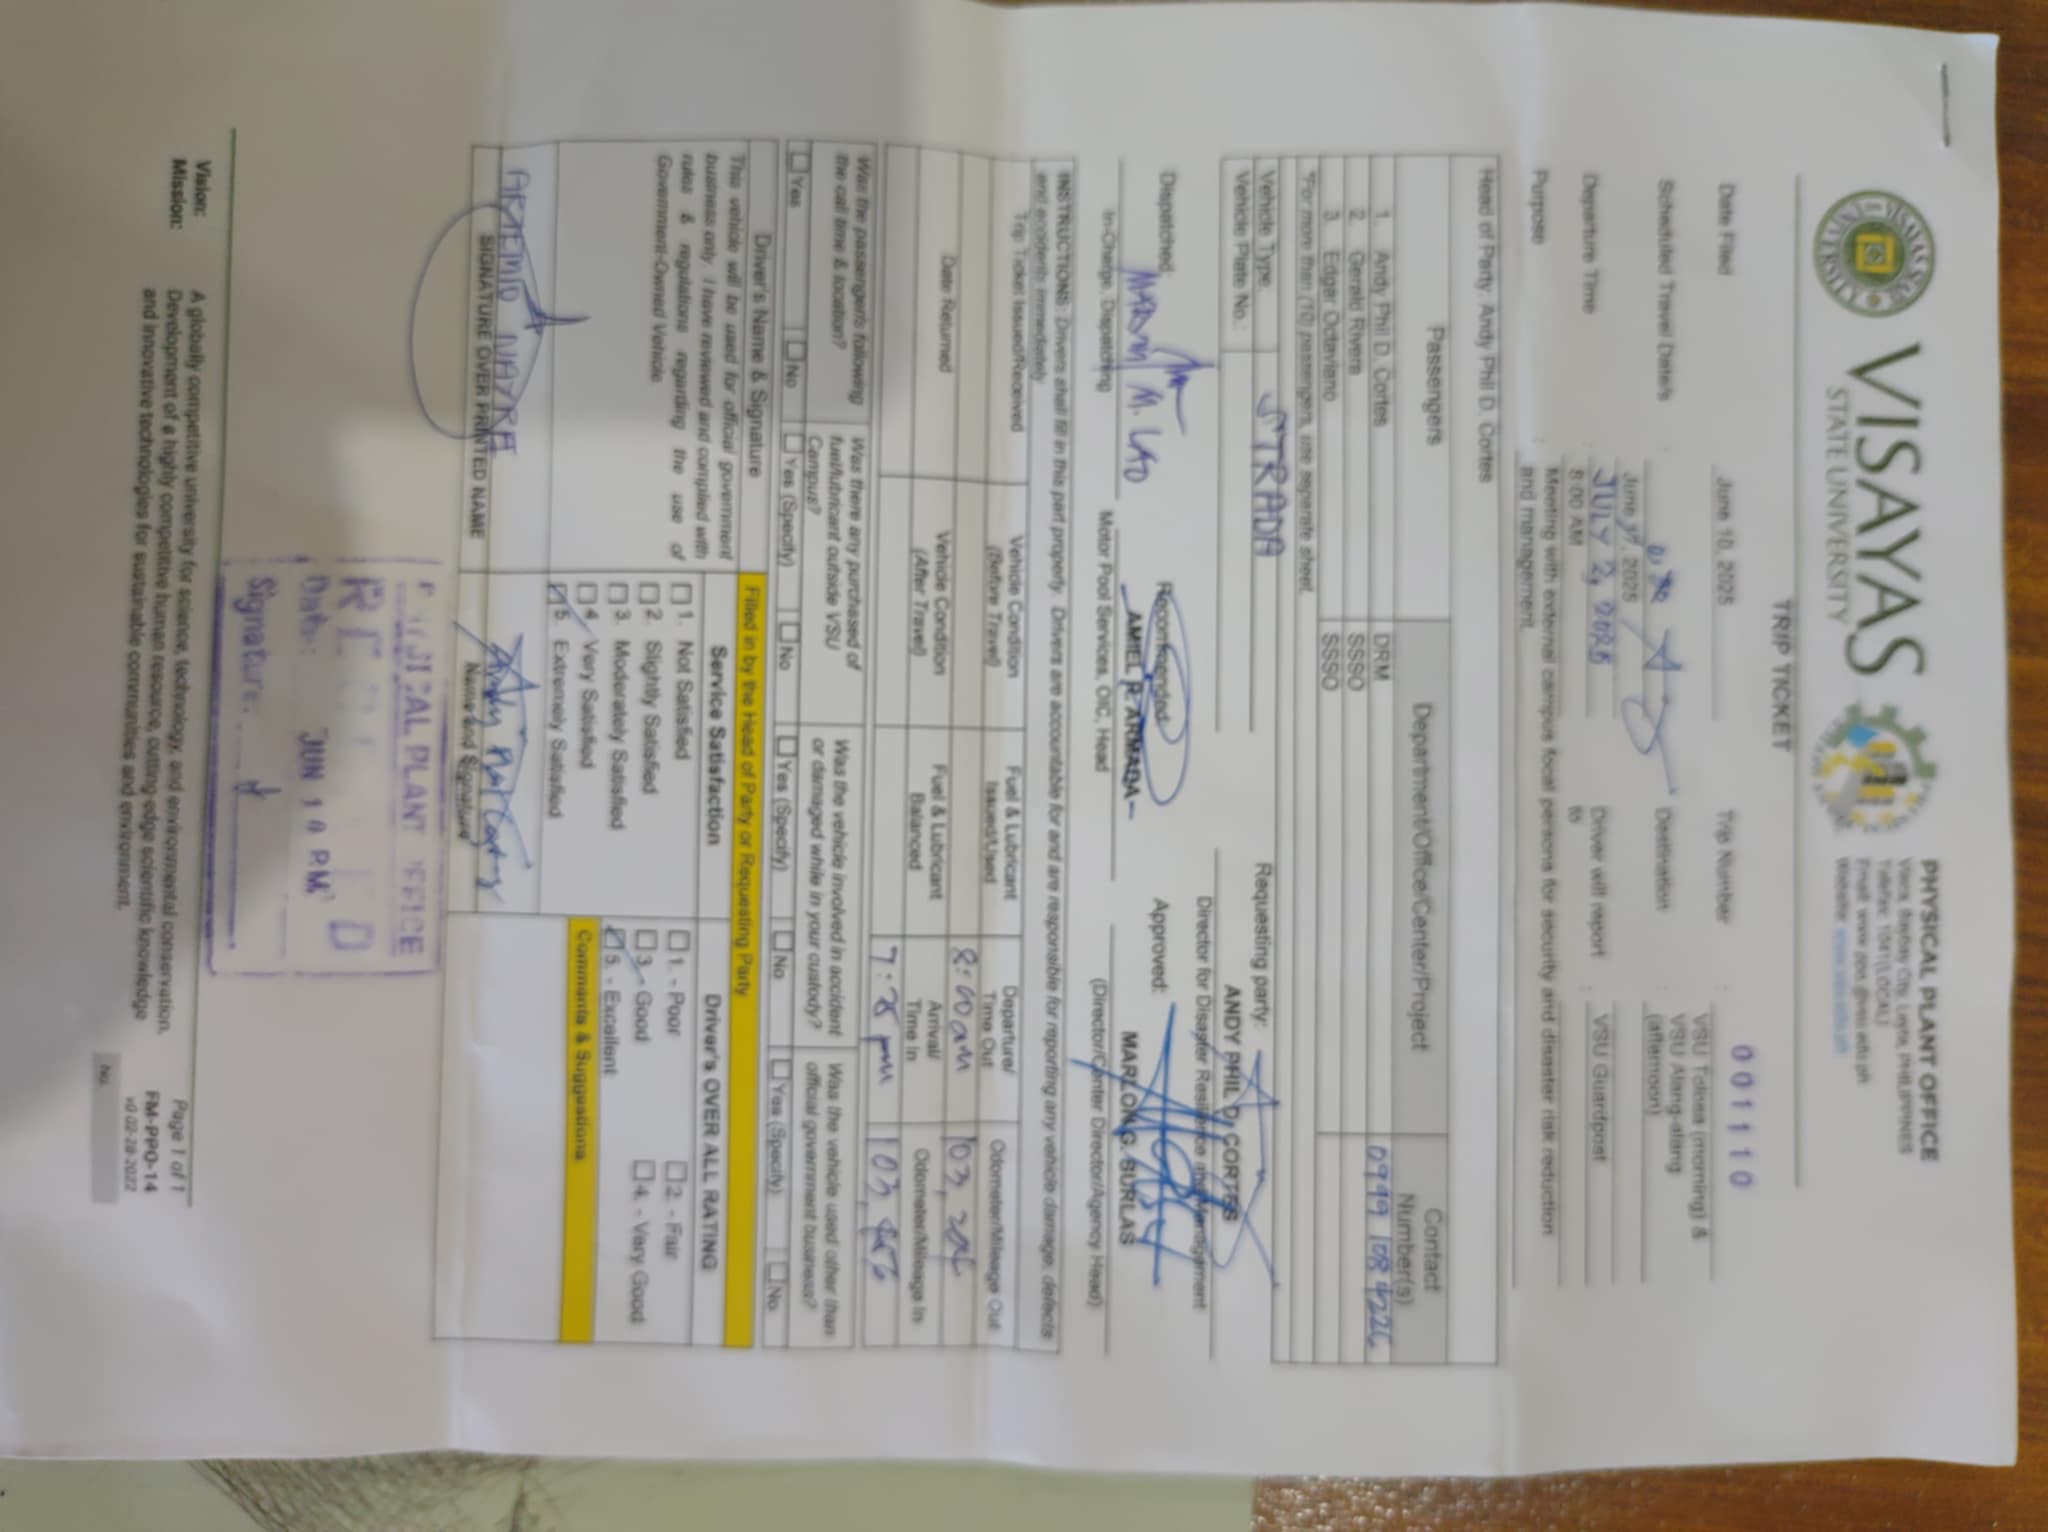 VISAYAS
STATE UNIVERSITY
PHYSICAL PLANT OFFICE
Visca, Baybay City, Leyte, PHILIPPINES
TRIP TICKET
Date Filed : June 10, 2025
Trip Number : 001110
Scheduled Travel Date/s : June 2025
JULY 2,
Destination : VSU Tolosa (morning) & VSU Alang-alang (afternoon)
Departure Time : 8:00 AM
Driver will report to : VSU Guardpost
Purpose : Meeting with external campus focal persons for security and disaster risk reduction and management.
Head of Party: Andy Phil D. Cortes
Passengers Department/Office/Center/Project Contact Number(s)
1. Andy Phil D. Cortes DRM 0999
2. Gerald Rivera SSSO
3. Edgar Octaviano SSSO
*For more than (10) passengers, use separate sheet.
Vehicle Type: STRADA
Vehicle Plate No.:
Requesting party:
ANDY PHIL D. CORTES
Director for Disaster Resilience and Management
Dispatched:
MARVIN M. LAO
In-Charge, Dispatching
Recommended:
AMIEL R. ARMADA
Motor Pool Services, OIC, Head
Approved:
MARLON G. BURLAS
(Director/Center Director/Agency Head)
INSTRUCTIONS: Drivers shall fill in this part properly. Drivers are accountable for and are responsible for reporting any vehicle damage, defects
and accidents immediately
Trip Ticket Issued/Received Vehicle Condition (Before Travel) Fuel & Lubricant Issued/Used Departure/ Time Out Odometer/Mileage Out
8:00 am
Date Returned Vehicle Condition (After Travel) Fuel & Lubricant Balanced Arrival/ Time In Odometer/Mileage In
Was the passengers following the call time & location?
Was there any purchased of fuel/lubricant outside VSU Campus?
Was the vehicle involved in accident or damaged while in your custody?
Was the vehicle used other than official government business?
Yes No Yes (Specify) No Yes (Specify) No Yes (Specify) No
Driver's Name & Signature
This vehicle will be used for official government
business only. I have reviewed and complied with
rules & regulations regarding the use of
Government-Owned Vehicle
SIGNATURE OVER PRINTED NAME
Filled in by the Head of Party or Requesting Party
Service Satisfaction
1. Not Satisfied
2. Slightly Satisfied
3. Moderately Satisfied
4. Very Satisfied
5. Extremely Satisfied
Andy Phil Cortes
Name and Signature
Driver's OVER ALL RATING
1. - Poor 2. - Fair
3. - Good 4. - Very Good
5. - Excellent
Comments & Suggestions
PLANT OFFICE
Date: JUN 10
Signature:
Vision: A globally competitive university for science, technology, and environmental conservation.
Mission: Development of a highly competitive human resource, cutting-edge scientific knowledge
and innovative technologies for sustainable communities and environment.
Page 1 of 1
FM-PPO-14
v0 02-28-2022
No.